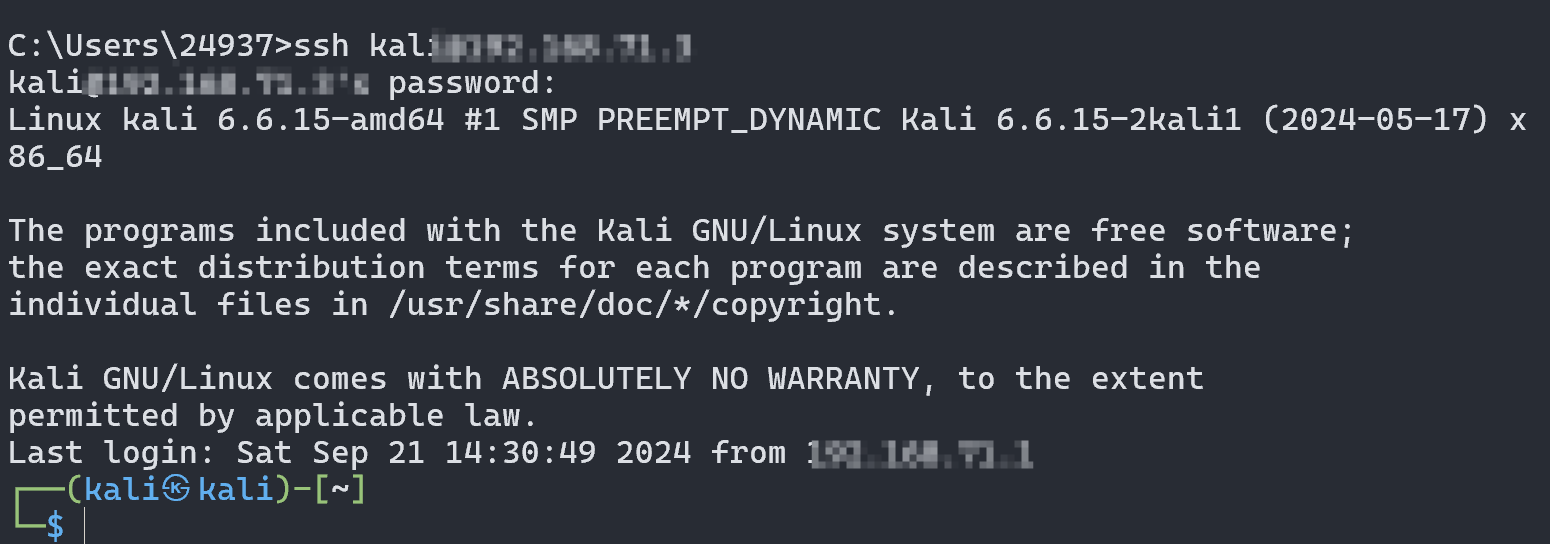 C:\Users\24937>ssh kali
kali password:
Linux kali 6.6.15-amd64 #1 SMP PREEMPT_DYNAMIC Kali 6.6.15-2kali1 (2024-05-17) x
86_64
The programs included with the Kali GNU/Linux system are free software;
the exact distribution terms for each program are described in the
individual files in /usr/share/doc/*/copyright.
Kali GNU/Linux comes with ABSOLUTELY NO WARRANTY, to the extent
permitted by applicable law.
Last login: Sat Sep 21 14:30:49 2024 from
┌──(kali㉿kali)-[~]
└─$